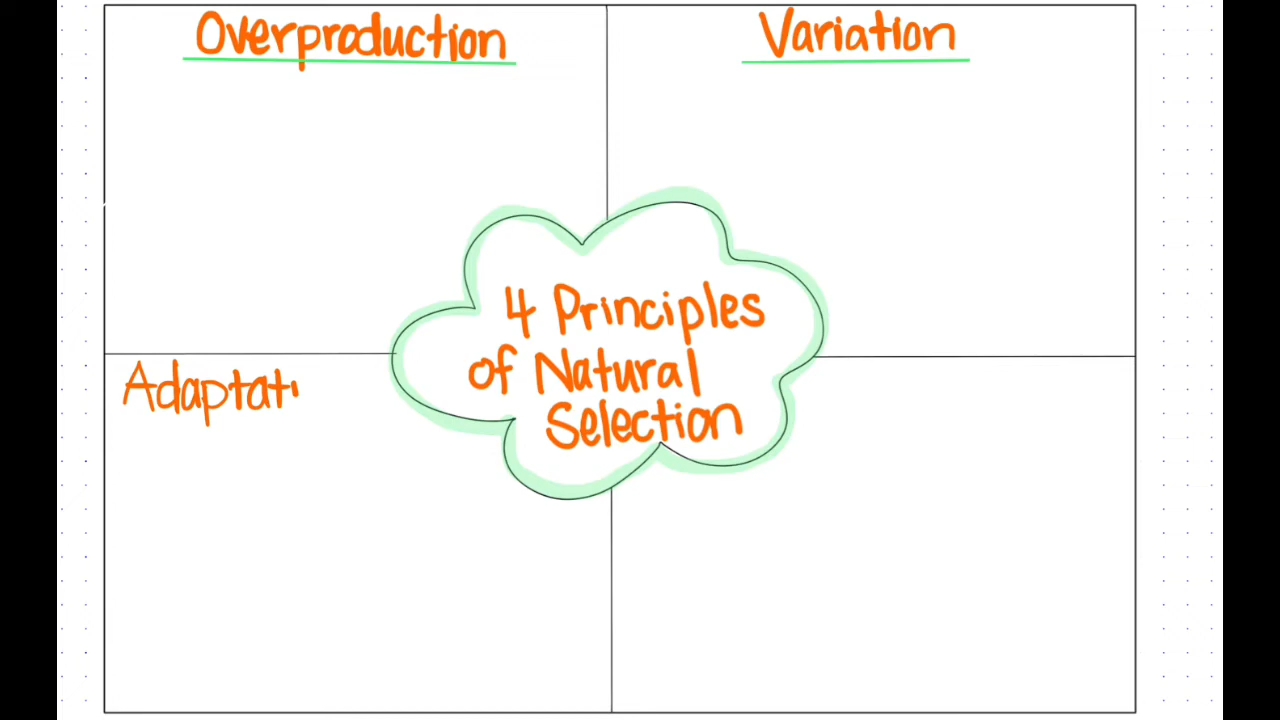 Overproduction
Variation
4 Principles
of Natural
Selection
Adaptati